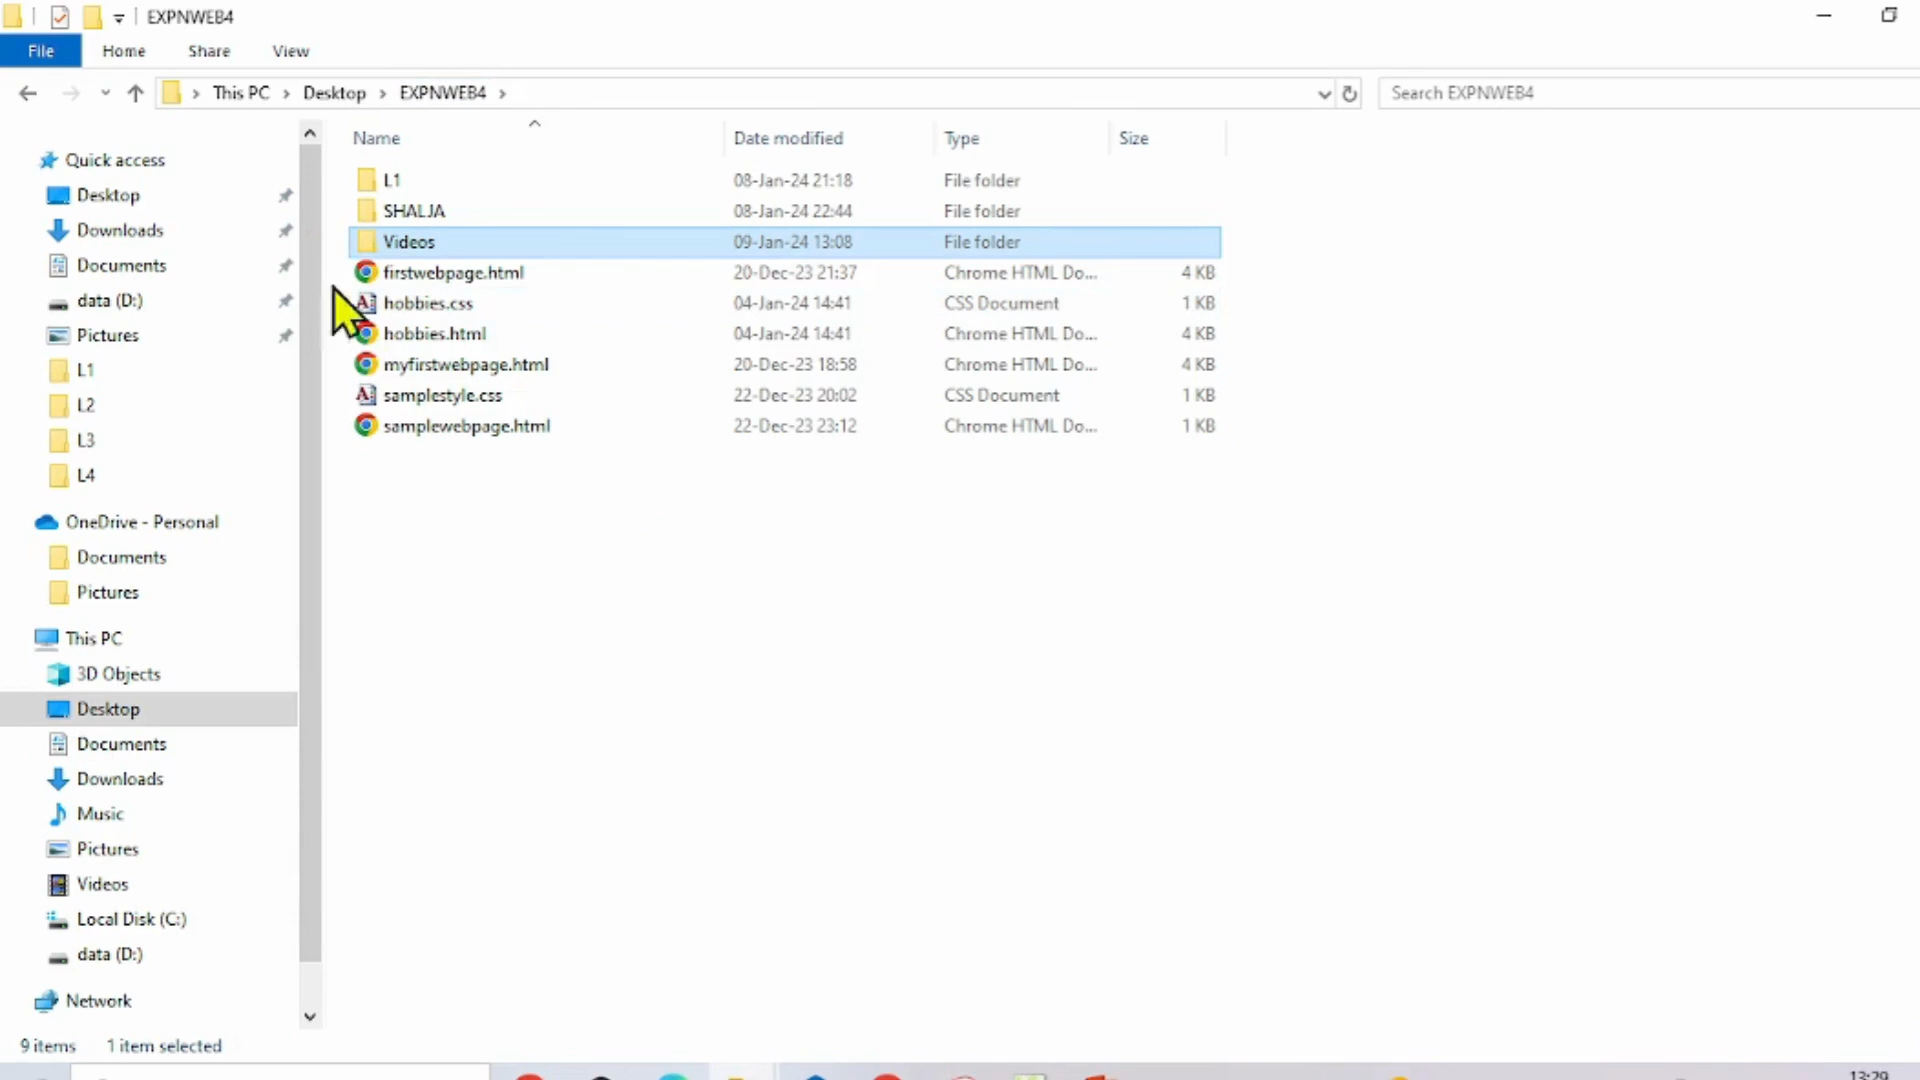 EXPNWEB4
File Home Share View
This PC > Desktop > EXPNWEB4 >
Search EXPNWEB4
Name Date modified Type Size
L1 08-Jan-24 21:18 File folder
SHALJA 08-Jan-24 22:44 File folder
Videos 09-Jan-24 13:08 File folder
firstwebpage.html 20-Dec-23 21:37 Chrome HTML Do... 4 KB
hobbies.css 04-Jan-24 14:41 CSS Document 1 KB
hobbies.html 04-Jan-24 14:41 Chrome HTML Do... 4 KB
myfirstwebpage.html 20-Dec-23 18:58 Chrome HTML Do... 4 KB
samplestyle.css 22-Dec-23 20:02 CSS Document 1 KB
samplewebpage.html 22-Dec-23 23:12 Chrome HTML Do... 1 KB
Quick access
Desktop
Downloads
Documents
data (D:)
Pictures
L1
L2
L3
L4
OneDrive - Personal
Documents
Pictures
This PC
3D Objects
Desktop
Documents
Downloads
Music
Pictures
Videos
Local Disk (C:)
data (D:)
Network
9 items 1 item selected
13:29